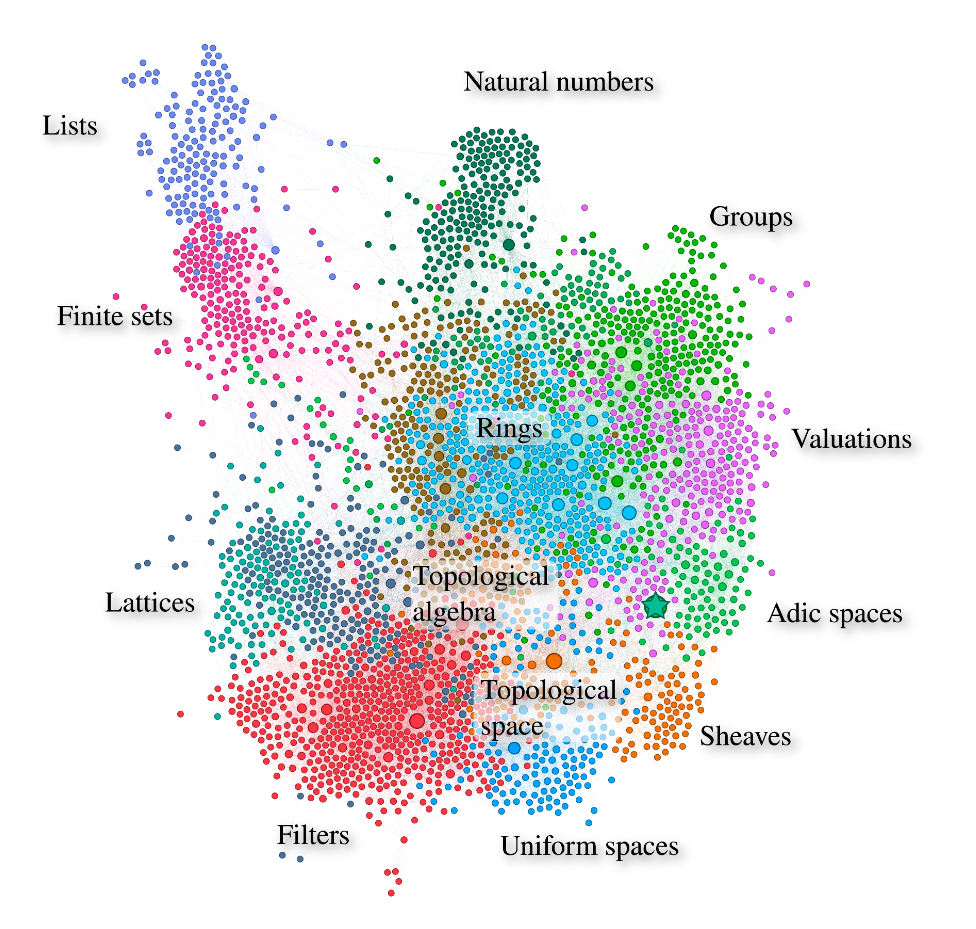 Natural numbers
Lists
Groups
Finite sets
Rings
Valuations
Topological
algebra
Lattices
Adic spaces
Topological
space
Sheaves
Filters
Uniform spaces